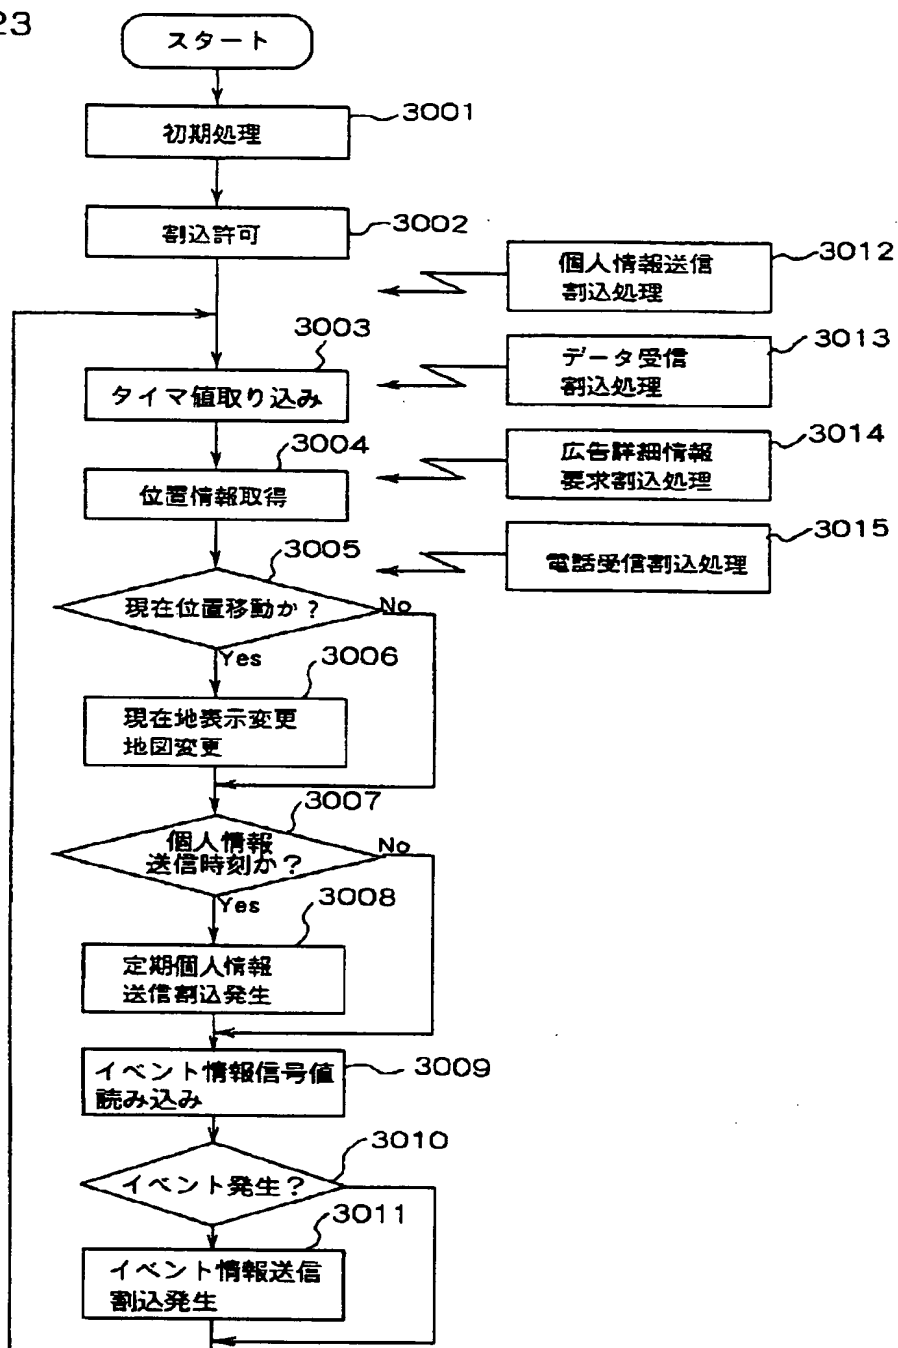 23
スタート
3001
初期処理
3002
割込許可
3012
個人情報送信
割込処理
3003
タイマ値取り込み
3013
データ受信
割込処理
3004
位置情報取得
3014
広告詳細情報
要求割込処理
3005
現在位置移動か?
No
Yes
3015
電話受信割込処理
3006
現在地表示変更
地図変更
3007
個人情報
送信時刻か?
No
Yes
3008
定期個人情報
送信割込発生
3009
イベント情報信号値
読み込み
3010
イベント発生?
3011
イベント情報送信
割込発生